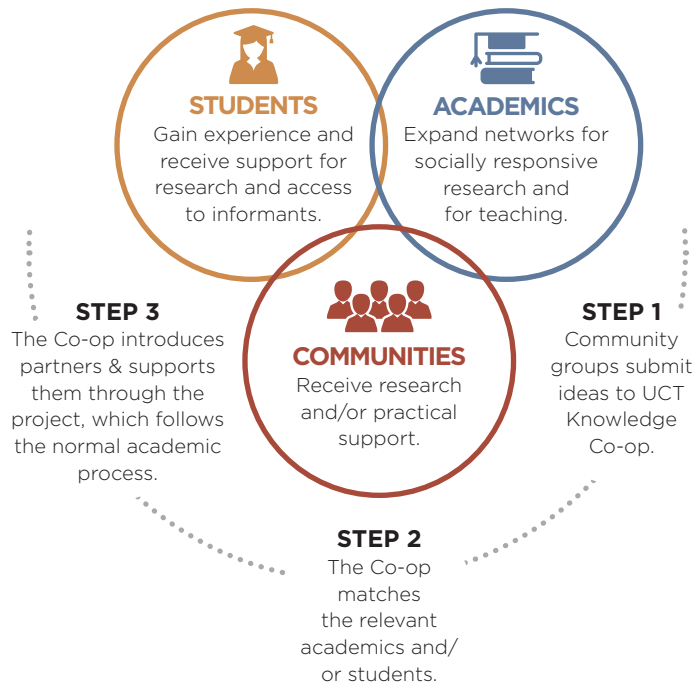 STUDENTS
Gain experience and
receive support for
research and access
to informants.
ACADEMICS
Expand networks for
socially responsive
research and
for teaching.
COMMUNITIES
Receive research
and/or practical
support.
STEP 1
Community
groups submit
ideas to UCT
Knowledge
Co-op.
STEP 2
The Co-op
matches
the relevant
academics and/
or students.
STEP 3
The Co-op introduces
partners & supports
them through the
project, which follows
the normal academic
process.